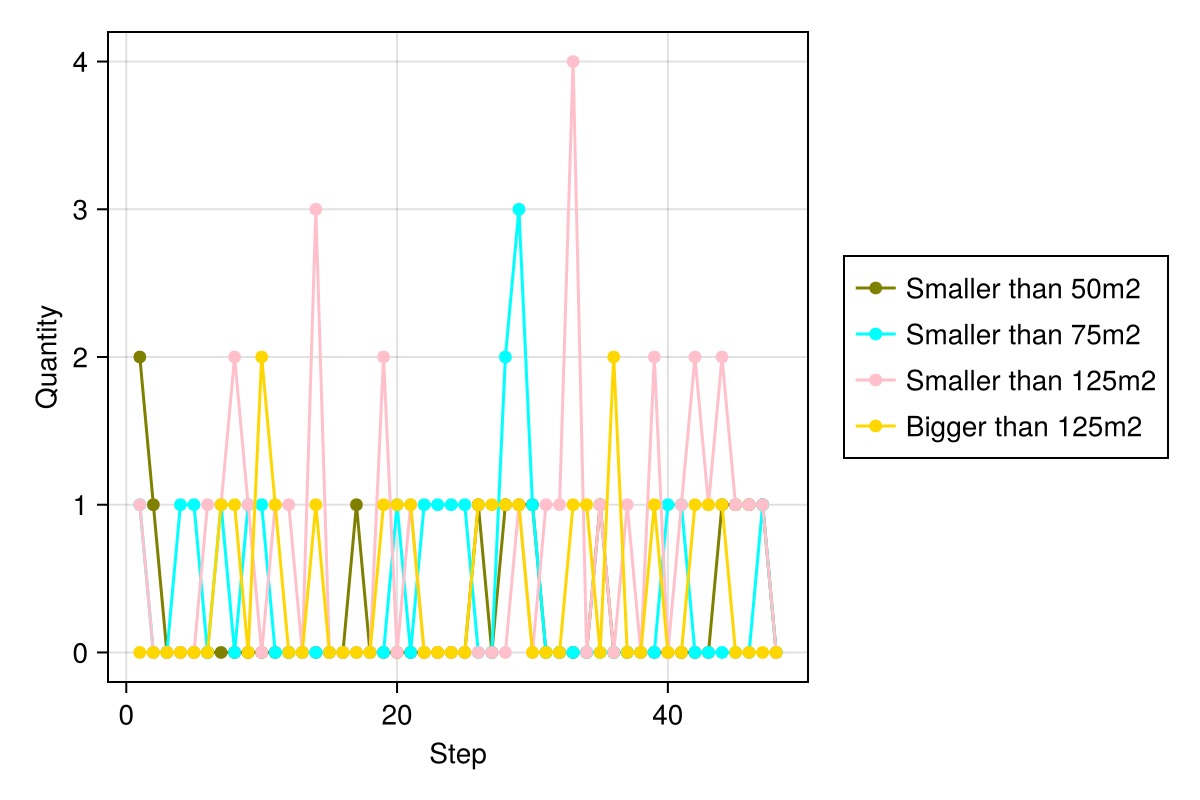 4
3
2
1
0
Quantity
0 20 40
Step
Smaller than 50m2
Smaller than 75m2
Smaller than 125m2
Bigger than 125m2